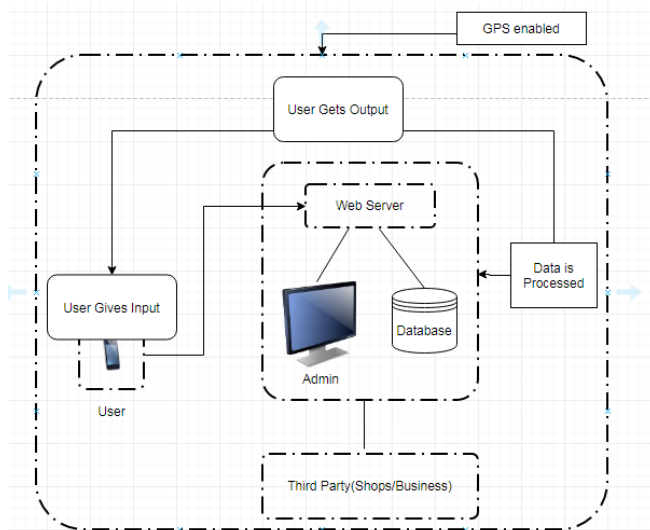 GPS enabled
User Gets Output
Web Server
Data is
Processed
User Gives Input
Database
Admin
User
Third Party(Shops/Business)